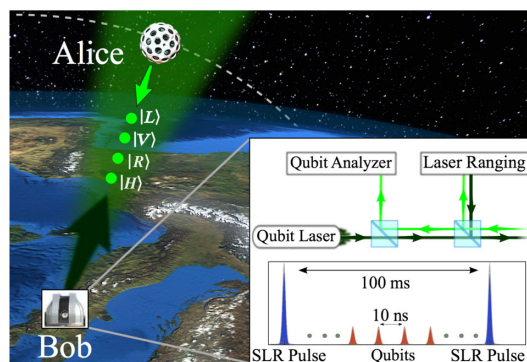 Alice
|L⟩
|V⟩
|R⟩
|H⟩
Bob
Qubit Analyzer
Laser Ranging
Qubit Laser
100 ms
10 ns
SLR Pulse
Qubits
SLR Pulse